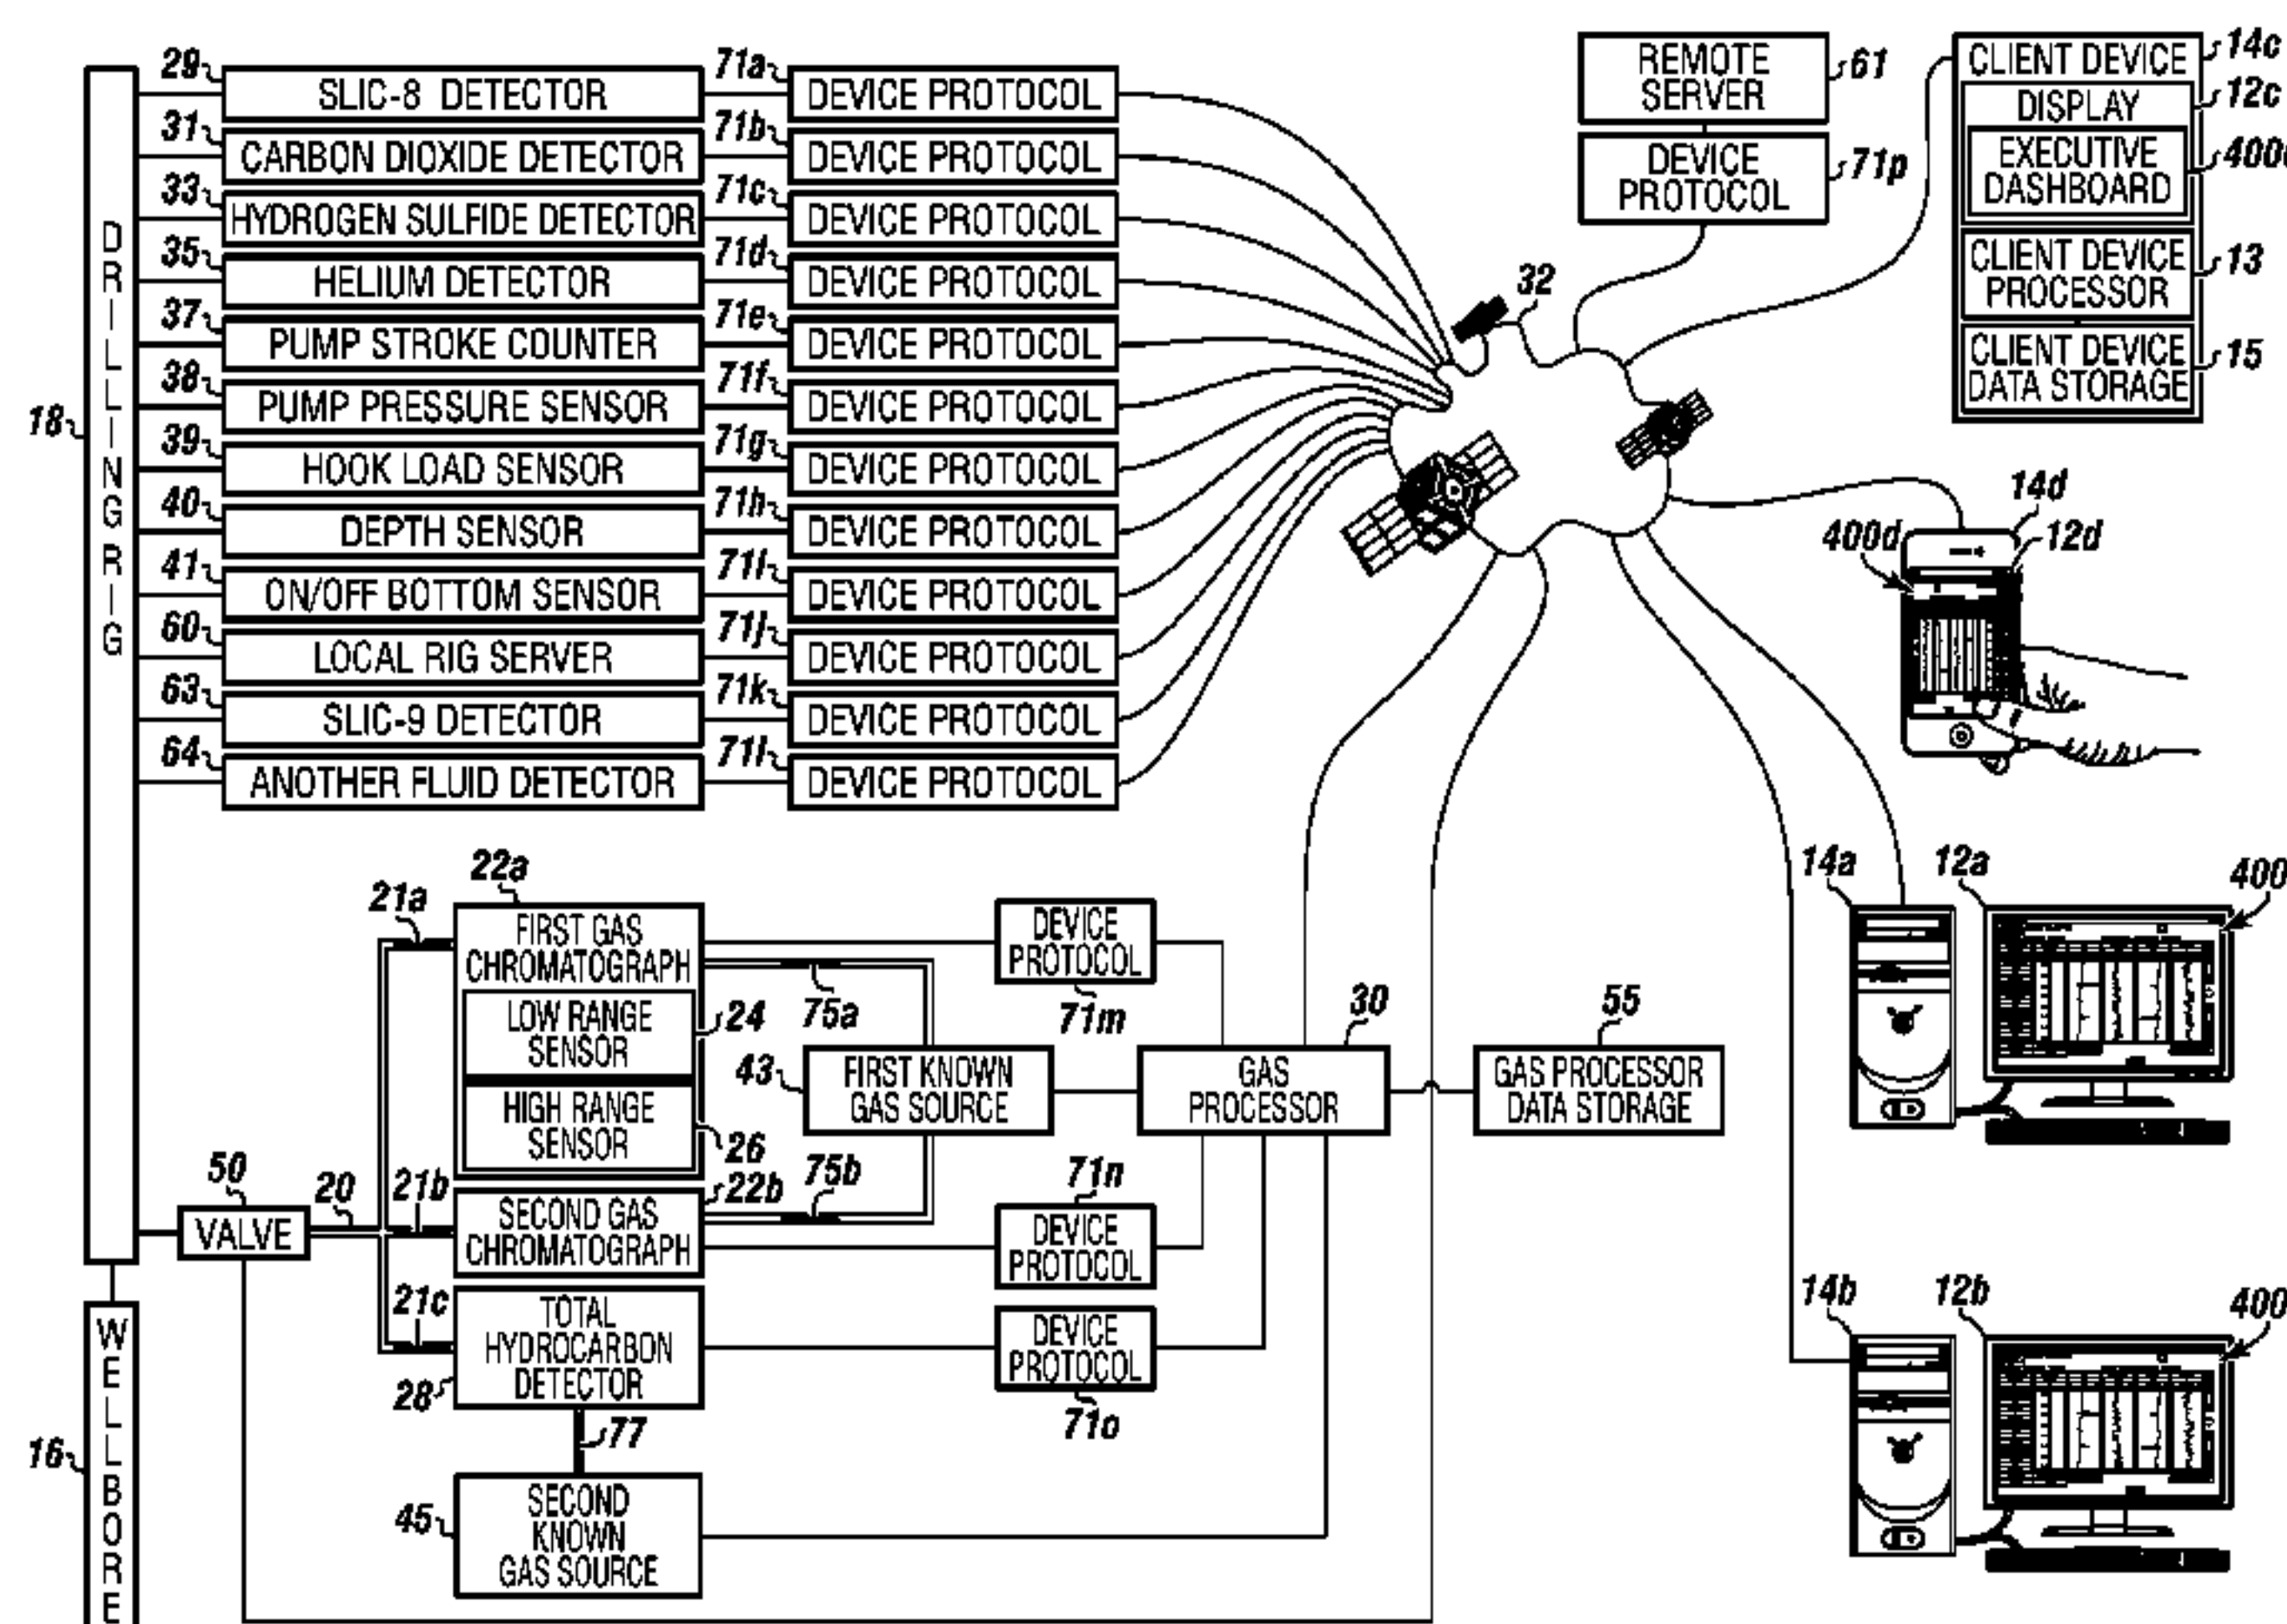 29 SLIC-8 DETECTOR 71a DEVICE PROTOCOL
31 CARBON DIOXIDE DETECTOR 71b DEVICE PROTOCOL
33 HYDROGEN SULFIDE DETECTOR 71c DEVICE PROTOCOL
35 HELIUM DETECTOR 71d DEVICE PROTOCOL
37 PUMP STROKE COUNTER 71e DEVICE PROTOCOL
38 PUMP PRESSURE SENSOR 71f DEVICE PROTOCOL
39 HOOK LOAD SENSOR 71g DEVICE PROTOCOL
40 DEPTH SENSOR 71h DEVICE PROTOCOL
41 ON/OFF BOTTOM SENSOR 71i DEVICE PROTOCOL
60 LOCAL RIG SERVER 71j DEVICE PROTOCOL
63 SLIC-9 DETECTOR 71k DEVICE PROTOCOL
64 ANOTHER FLUID DETECTOR 71l DEVICE PROTOCOL
18
DRILLING RIG
32
REMOTE
SERVER
61
DEVICE
PROTOCOL
71p
CLIENT DEVICE
14c
DISPLAY
12c
EXECUTIVE
DASHBOARD
CLIENT DEVICE
PROCESSOR
13
CLIENT DEVICE
DATA STORAGE
15
14d
400d
12d
22a
21a
FIRST GAS
CHROMATOGRAPH
LOW RANGE
SENSOR
24
HIGH RANGE
SENSOR
26
75a
DEVICE
PROTOCOL
71m
43
FIRST KNOWN
GAS SOURCE
30
GAS
PROCESSOR
55
GAS PROCESSOR
DATA STORAGE
14a
12a
400
50
VALVE
20
21b
SECOND GAS
CHROMATOGRAPH
22b
75b
71n
DEVICE
PROTOCOL
21c
TOTAL
HYDROCARBON
DETECTOR
28
DEVICE
PROTOCOL
71o
77
45
SECOND
KNOWN
GAS SOURCE
14b
12b
400
16
WELLBORE